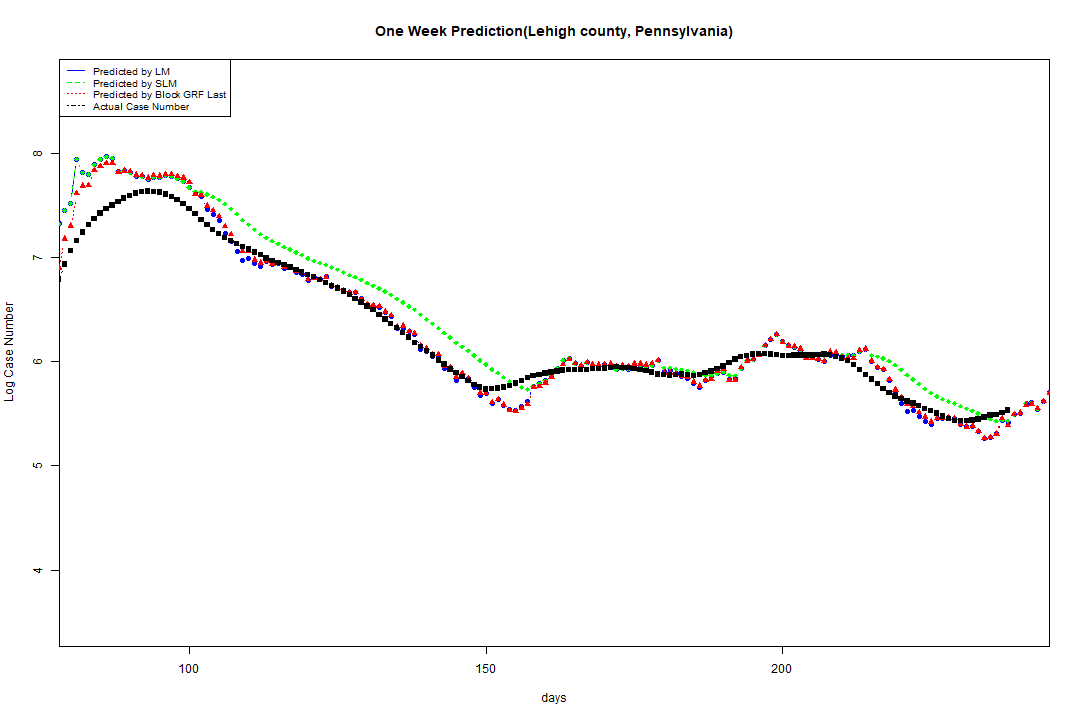 One Week Prediction(Lehigh county, Pennsylvania)
Predicted by LM
Predicted by SLM
Predicted by Block GRF Last
Actual Case Number
8
7
6
5
4
Log Case Number
100 150 200
days